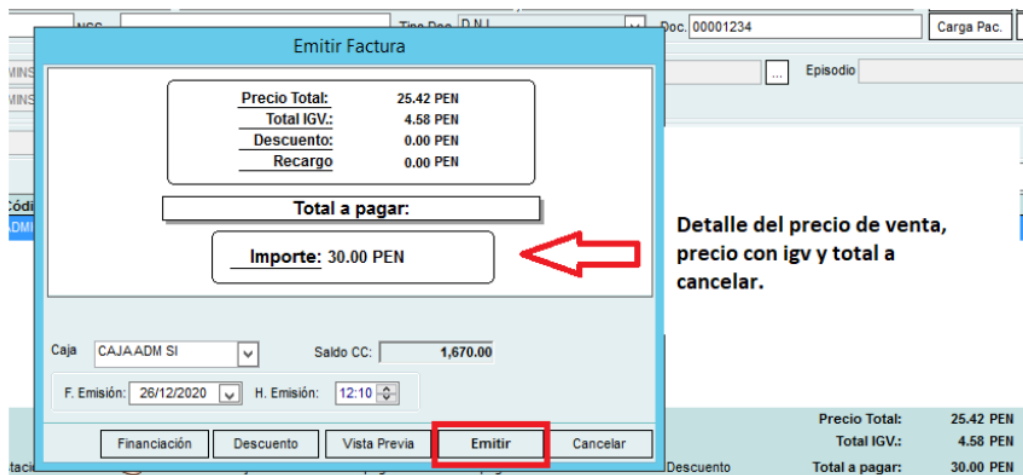 Tipo Doc. D.N.I. Doc. 00001234 Carga Pac.
Emitir Factura
... Episodio
Precio Total: 25.42 PEN
Total IGV.: 4.58 PEN
Descuento: 0.00 PEN
Recargo 0.00 PEN
Total a pagar:
Importe: 30.00 PEN
Detalle del precio de venta,
precio con igv y total a
cancelar.
Caja CAJAADM SI Saldo CC: 1,670.00
F. Emisión: 26/12/2020 H. Emisión: 12:10
Precio Total: 25.42 PEN
Total IGV.: 4.58 PEN
Financiación Descuento Vista Previa Emitir Cancelar
Descuento Total a pagar: 30.00 PEN